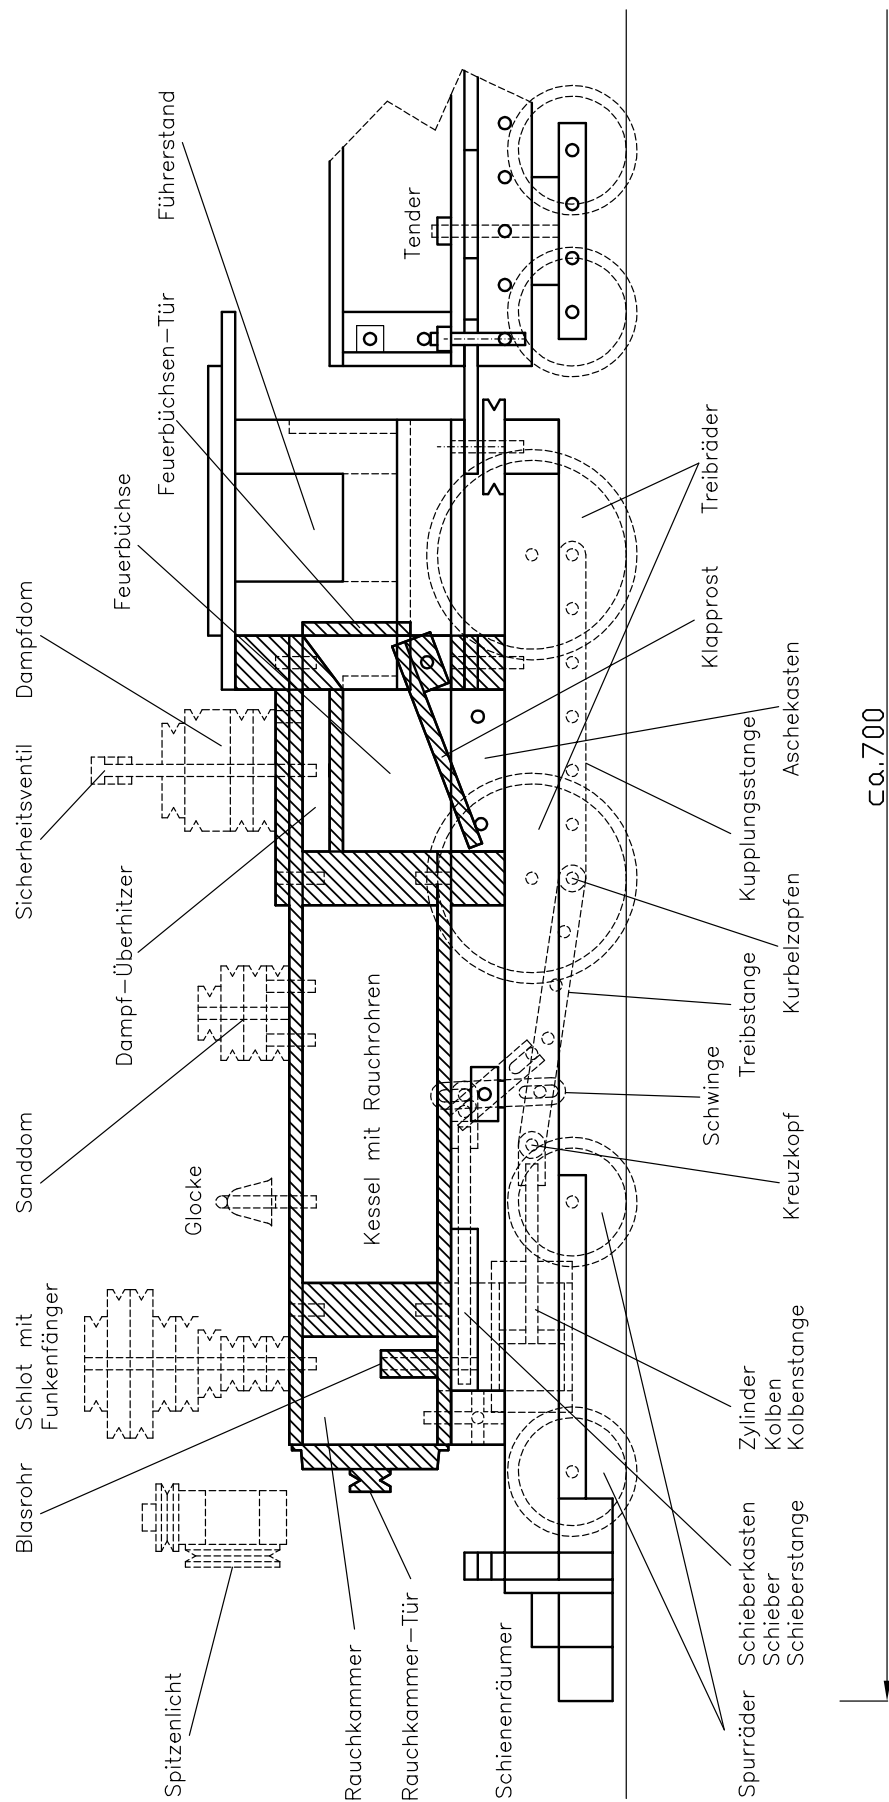 Spitzenlicht
Blasrohr
Schlot mit
Funkenfänger
Glocke
Sanddom
Dampf–Überhitzer
Sicherheitsventil
Dampfdom
Feuerbüchse
Feuerbüchsen–Tür
Führerstand
Rauchkammer
Rauchkammer–Tür
Kessel mit Rauchrohren
Tender
Schienenräumer
Spurräder
Schieberkasten
Schieber
Schieberstange
Zylinder
Kolben
Kolbenstange
Kreuzkopf
Schwinge
Treibstange
Kurbelzapfen
Kupplungsstange
Aschekasten
Klapprost
Treibräder
ca.700